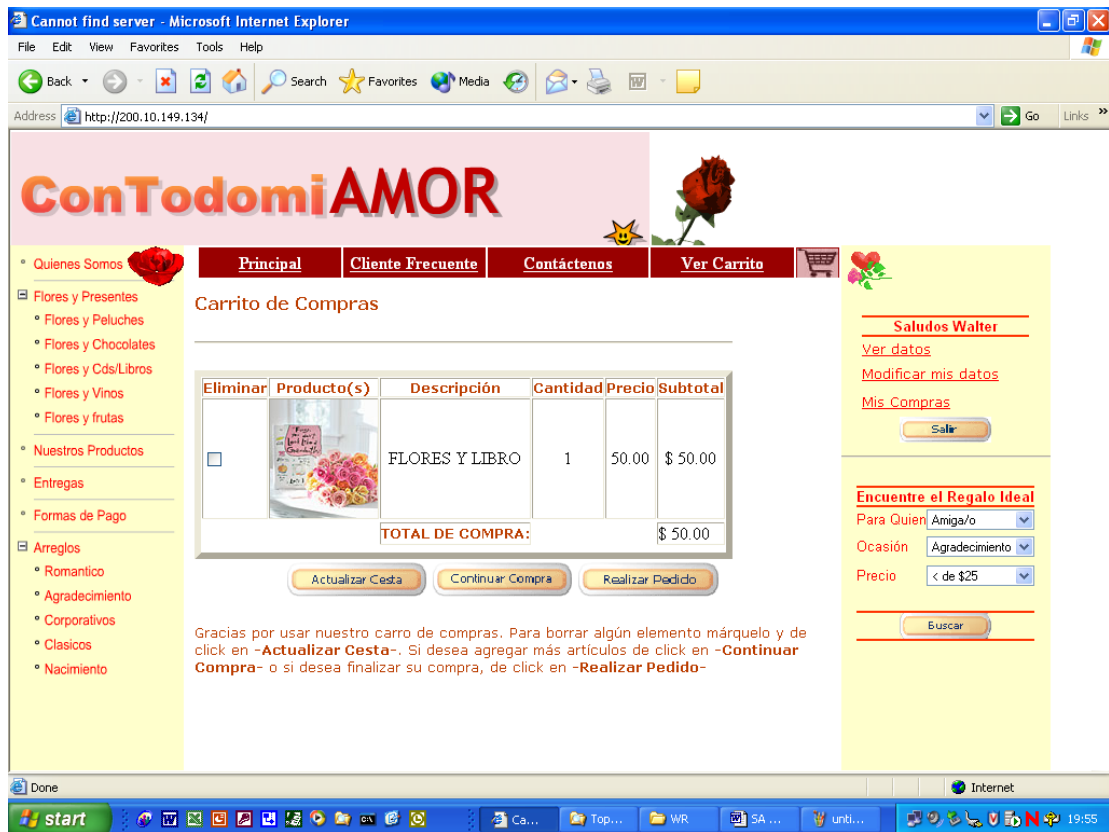 Cannot find server - Microsoft Internet Explorer
File Edit View Favorites Tools Help
Back Search Favorites Media
Address http://200.10.149.134/ Go Links »
ConTodomiAMOR
Principal Cliente Frecuente Contáctenos Ver Carrito
Quienes Somos
Flores y Presentes
Flores y Peluches
Flores y Chocolates
Flores y Cds/Libros
Flores y Vinos
Flores y frutas
Nuestros Productos
Entregas
Formas de Pago
Arreglos
Romantico
Agradecimiento
Corporativos
Clasicos
Nacimiento
Carrito de Compras
Eliminar Producto(s) Descripción Cantidad Precio Subtotal
FLORES Y LIBRO 1 50.00 $ 50.00
TOTAL DE COMPRA: $ 50.00
Actualizar Cesta Continuar Compra Realizar Pedido
Gracias por usar nuestro carro de compras. Para borrar algún elemento márquelo y de
click en -Actualizar Cesta-. Si desea agregar más artículos de click en -Continuar
Compra- o si desea finalizar su compra, de click en -Realizar Pedido-
Saludos Walter
Ver datos
Modificar mis datos
Mis Compras
Salir
Encuentre el Regalo Ideal
Para Quien Amiga/o
Ocasión Agradecimiento
Precio < de $25
Buscar
Done Internet
start Ca... Top... WR SA ... unti... 19:55